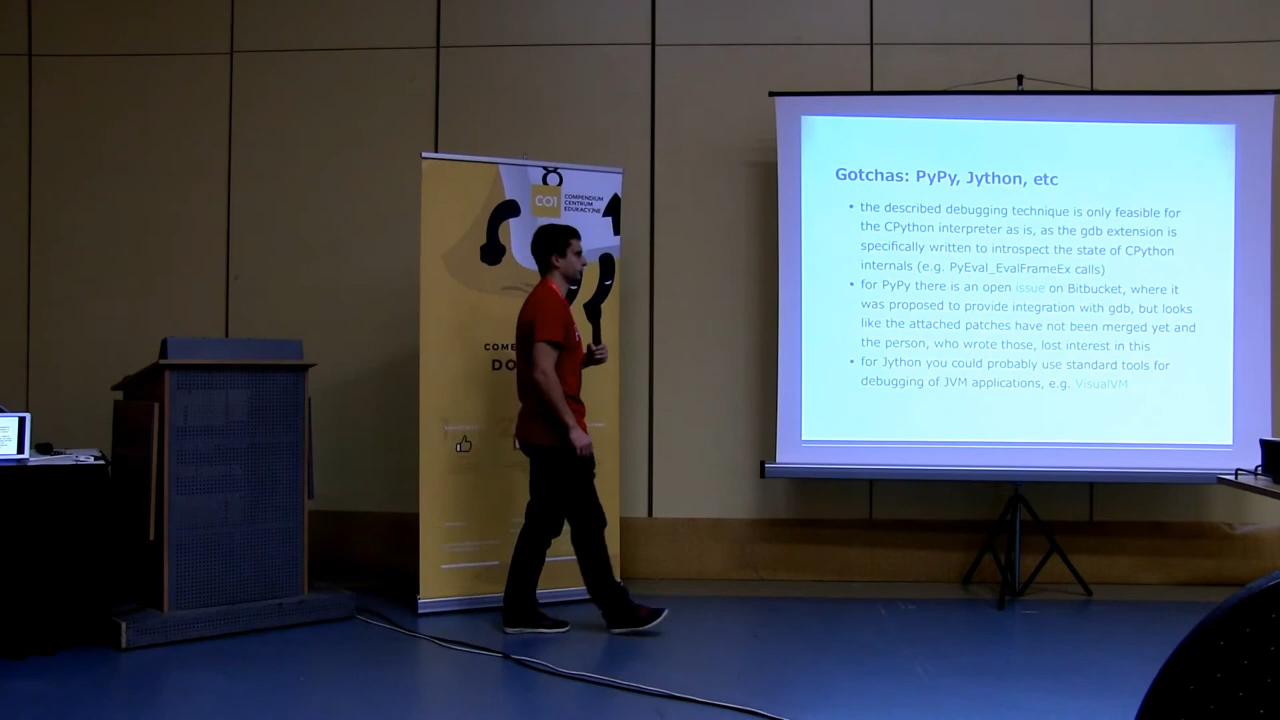 CO1
COMPENDIUM
CENTRUM
EDUKACYJNE
Gotchas: PyPy, Jython, etc
• the described debugging technique is only feasible for
the CPython interpreter as is, as the gdb extension is
specifically written to introspect the state of CPython
internals (e.g. PyEval_EvalFrameEx calls)
• for PyPy there is an open issue on Bitbucket, where it
was proposed to provide integration with gdb, but looks
like the attached patches have not been merged yet and
the person, who wrote those, lost interest in this
• for Jython you could probably use standard tools for
debugging of JVM applications, e.g. VisualVM